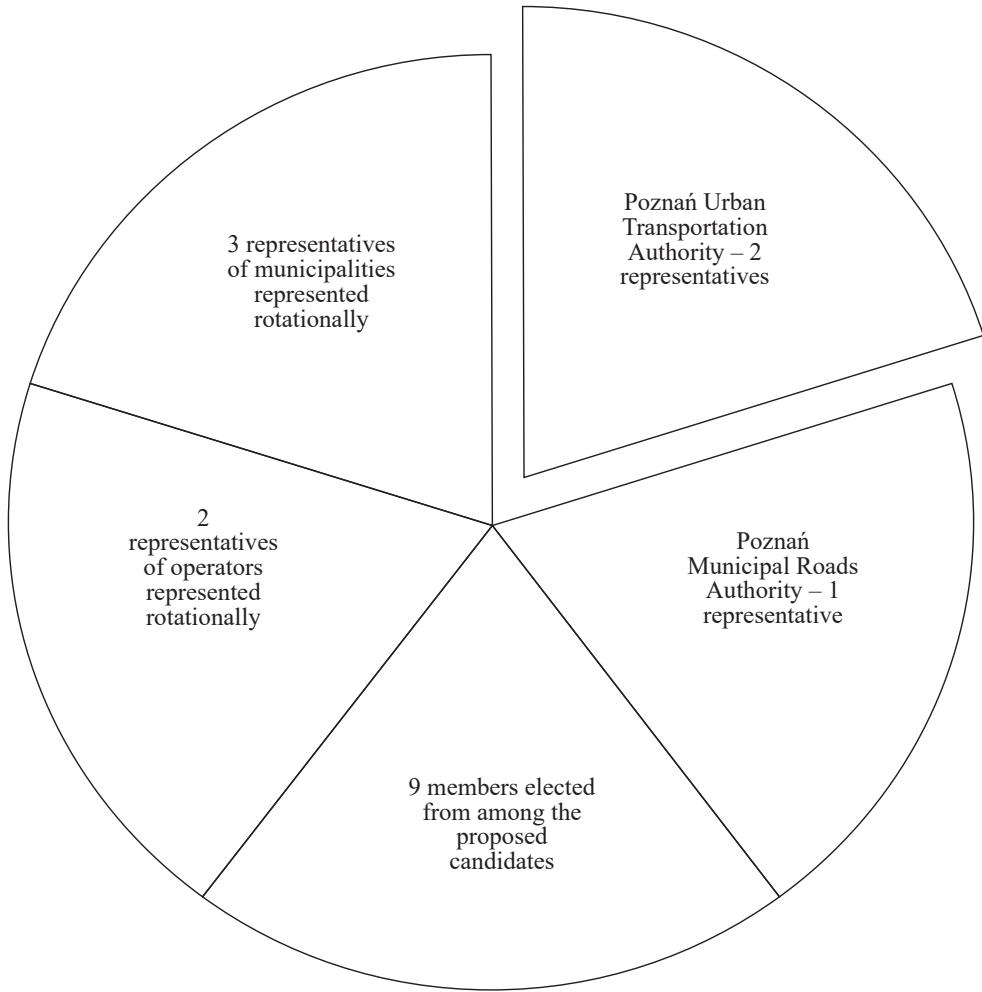 Poznań Urban
Transportation
Authority – 2
representatives
3 representatives
of municipalities
represented
rotationally
2
representatives
of operators
represented
rotationally
Poznań
Municipal Roads
Authority – 1
representative
9 members elected
from among the
proposed
candidates